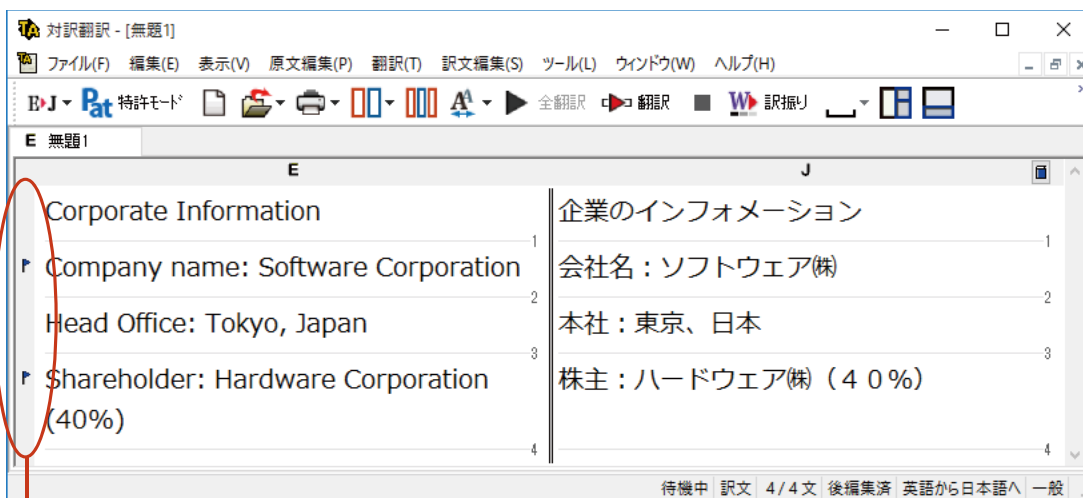 対訳翻訳 - [無題1]
ファイル(F) 編集(E) 表示(V) 原文編集(P) 翻訳(T) 訳文編集(S) ツール(L) ウィンドウ(W) ヘルプ(H)
E▸J Pat 特許モード 全翻訳 翻訳 W 訳振り
E 無題1
E J
Corporate Information 企業のインフォメーション
1 1
Company name: Software Corporation 会社名：ソフトウェア㈱
2 2
Head Office: Tokyo, Japan 本社：東京、日本
3 3
Shareholder: Hardware Corporation 株主：ハードウェア㈱（４０%）
(40%)
4 4
待機中 訳文 4/4文 後編集済 英語から日本語へ 一般